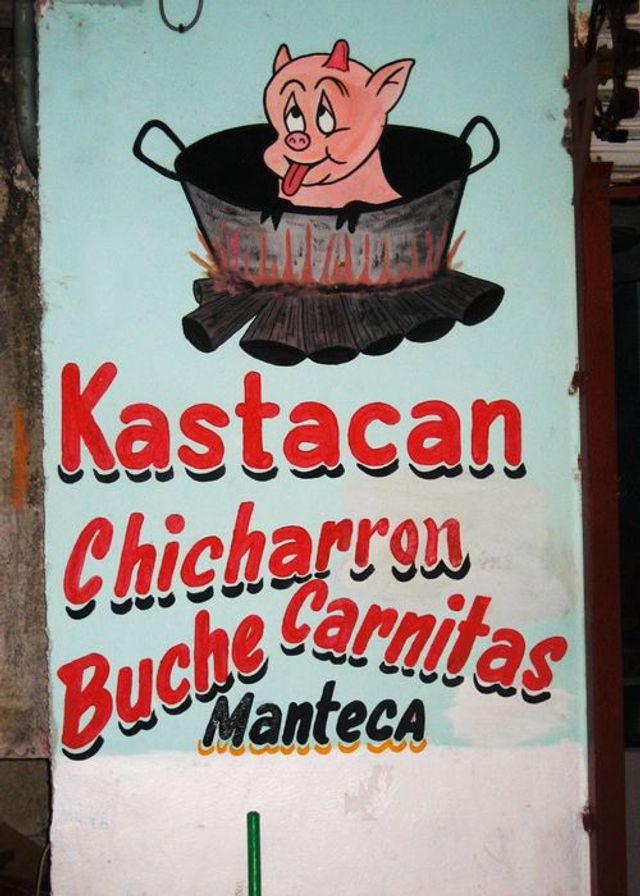 Kastacan
Chicharron
Buche Carnitas
Manteca